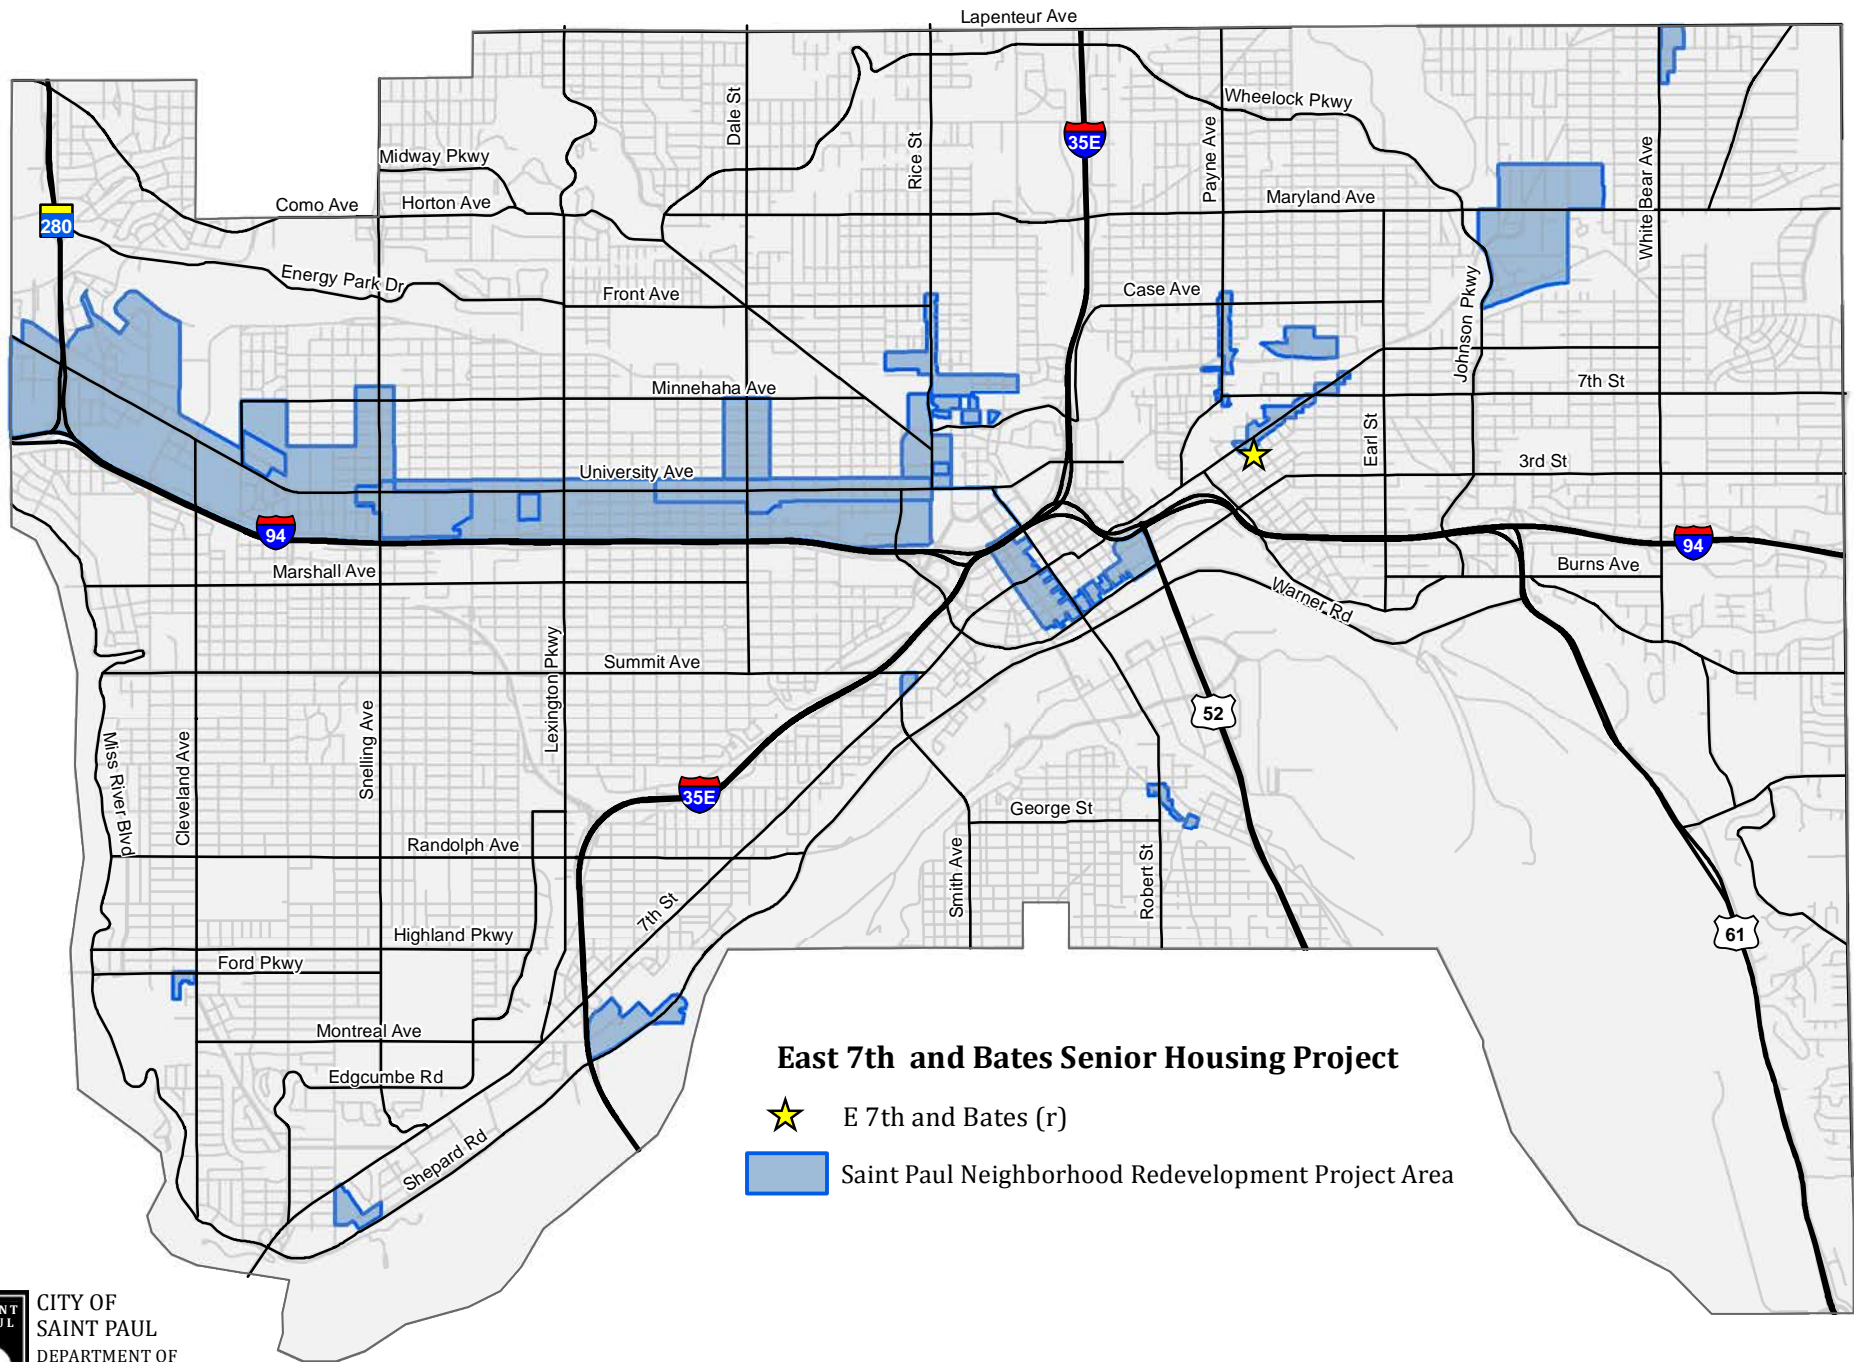 Lapenteur Ave
Wheelock Pkwy
Dale St
Rice St
35E
Payne Ave
White Bear Ave
Midway Pkwy
Como Ave
Horton Ave
Maryland Ave
280
Energy Park Dr
Front Ave
Case Ave
Johnson Pkwy
Minnehaha Ave
7th St
Earl St
University Ave
3rd St
94
94
Marshall Ave
Burns Ave
Warner Rd
Lexington Pkwy
Summit Ave
Snelling Ave
Cleveland Ave
Miss River Blvd
52
35E
George St
Randolph Ave
Smith Ave
Robert St
7th St
Highland Pkwy
61
Ford Pkwy
Montreal Ave
Edgcumbe Rd
Shepard Rd
East 7th and Bates Senior Housing Project
E 7th and Bates (r)
Saint Paul Neighborhood Redevelopment Project Area
CITY OF
SAINT PAUL
DEPARTMENT OF